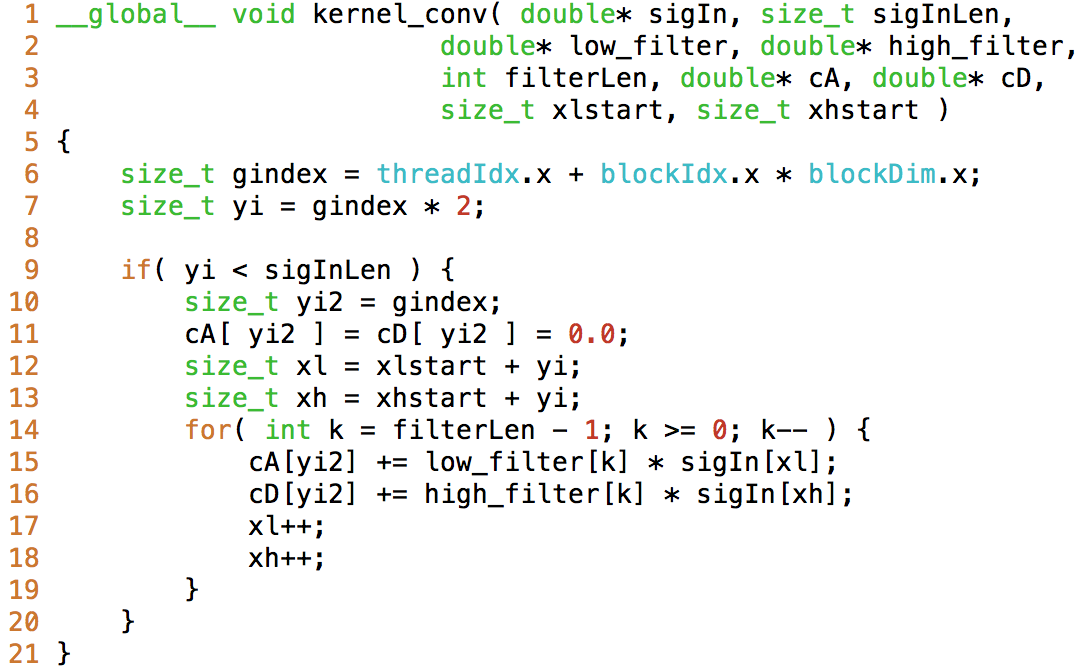 1 __global__ void kernel_conv( double* sigIn, size_t sigInLen,
2                         double* low_filter, double* high_filter,
3                         int filterLen, double* cA, double* cD,
4                         size_t xlstart, size_t xhstart )
5 {
6     size_t gindex = threadIdx.x + blockIdx.x * blockDim.x;
7     size_t yi = gindex * 2;
8
9     if( yi < sigInLen ) {
10         size_t yi2 = gindex;
11         cA[ yi2 ] = cD[ yi2 ] = 0.0;
12         size_t xl = xlstart + yi;
13         size_t xh = xhstart + yi;
14         for( int k = filterLen - 1; k >= 0; k-- ) {
15             cA[yi2] += low_filter[k] * sigIn[xl];
16             cD[yi2] += high_filter[k] * sigIn[xh];
17             xl++;
18             xh++;
19         }
20     }
21 }